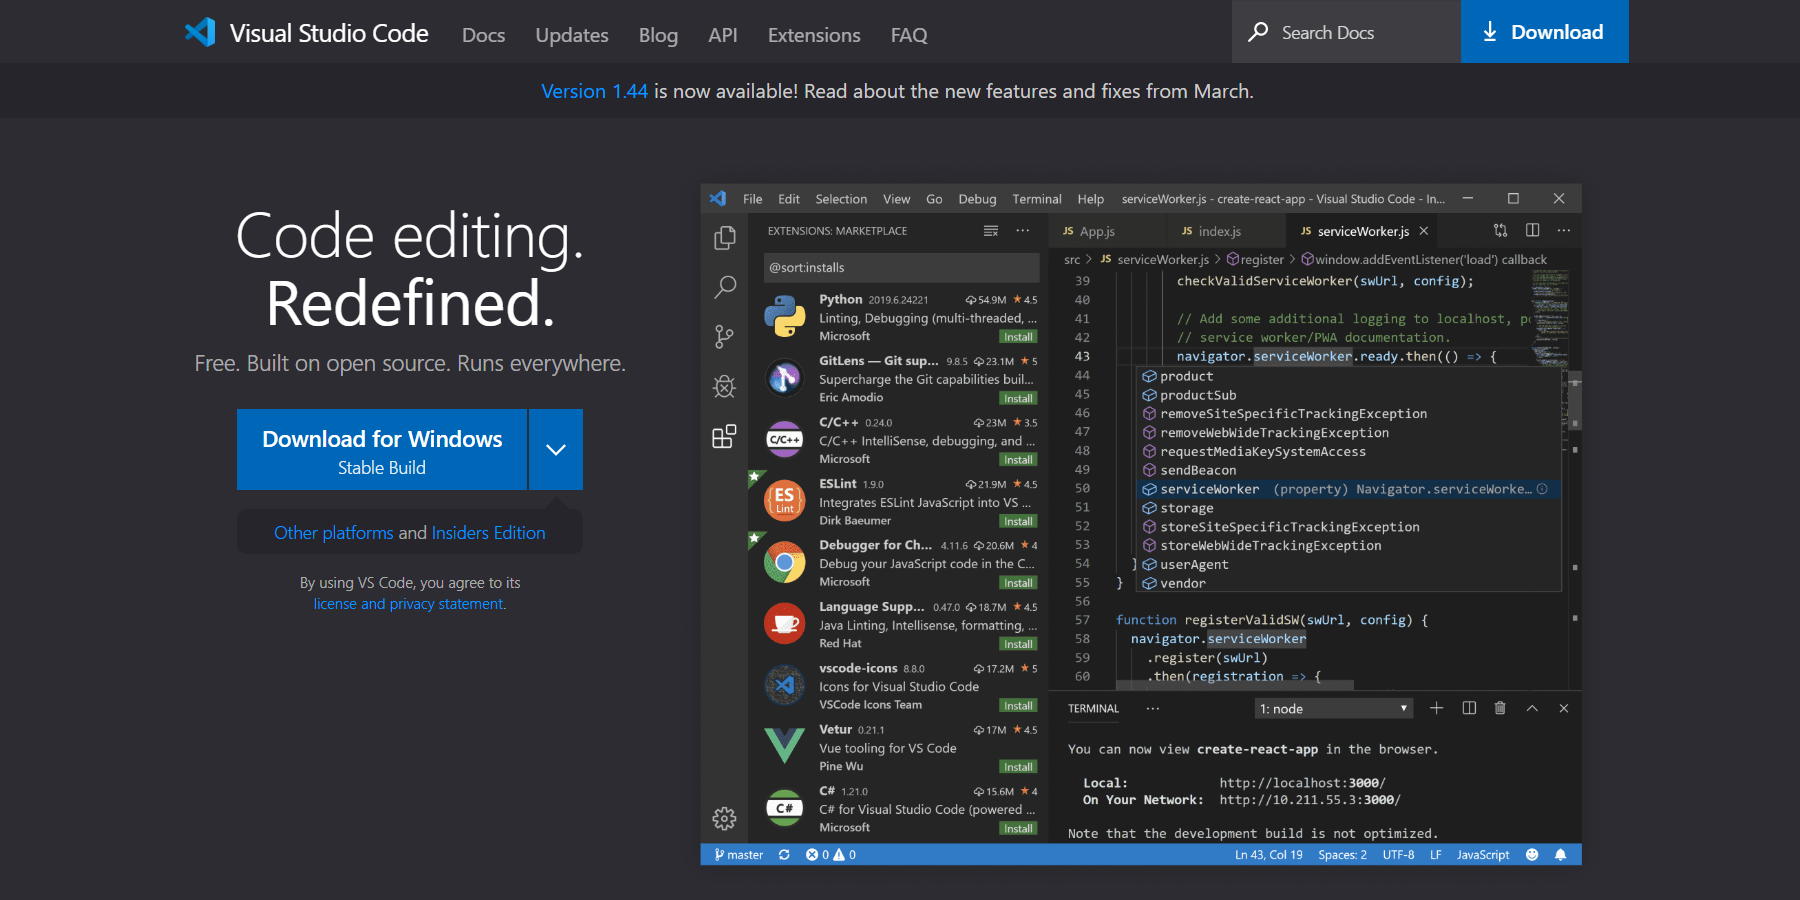 Visual Studio Code Docs Updates Blog API Extensions FAQ Search Docs Download
Version 1.44 is now available! Read about the new features and fixes from March.
Code editing.
Redefined.
Free. Built on open source. Runs everywhere.
Download for Windows
Stable Build
Other platforms and Insiders Edition
By using VS Code, you agree to its
license and privacy statement.
File Edit Selection View Go Debug Terminal Help serviceWorker.js - create-react-app - Visual Studio Code - In...
EXTENSIONS: MARKETPLACE
@sort:installs
Python 2019.6.24221 54.9M ★ 4.5
Linting, Debugging (multi-threaded, ...
Microsoft Install
GitLens — Git sup... 9.8.5 23.1M ★ 5
Supercharge the Git capabilities buil...
Eric Amodio Install
C/C++
C/C++ 0.24.0 23M ★ 3.5
C/C++ IntelliSense, debugging, and ...
Microsoft Install
ES
Lint
ESLint 1.9.0 21.9M ★ 4.5
Integrates ESLint JavaScript into VS ...
Dirk Baeumer Install
Debugger for Ch... 4.11.6 20.6M ★ 4
Debug your JavaScript code in the C...
Microsoft Install
Language Supp... 0.47.0 18.7M ★ 4.5
Java Linting, Intellisense, formatting, ...
Red Hat Install
vscode-icons 8.8.0 17.2M ★ 5
Icons for Visual Studio Code
VSCode Icons Team Install
Vetur 0.21.1 17M ★ 4.5
Vue tooling for VS Code
Pine Wu Install
C#
C# 1.21.0 15.6M ★ 4
C# for Visual Studio Code (powered ...
Microsoft Install
JS App.js JS index.js JS serviceWorker.js
src > JS serviceWorker.js > register > window.addEventListener('load') callback
39 checkValidServiceWorker(swUrl, config);
40
41 // Add some additional logging to localhost, p
42 // service worker/PWA documentation.
43 navigator.serviceWorker.ready.then(() => {
44 product
45 productSub
46 removeSiteSpecificTrackingException
47 removeWebWideTrackingException
48 requestMediaKeySystemAccess
49 sendBeacon
50 serviceWorker (property) Navigator.serviceWorke...
51 storage
52 storeSiteSpecificTrackingException
53 storeWebWideTrackingException
54 } userAgent
55 } vendor
56
57 function registerValidSW(swUrl, config) {
58 navigator.serviceWorker
59 .register(swUrl)
60 .then(registration => {
TERMINAL ... 1: node
You can now view create-react-app in the browser.
Local: http://localhost:3000/
On Your Network: http://10.211.55.3:3000/
Note that the development build is not optimized.
master 0 0 Ln 43, Col 19 Spaces: 2 UTF-8 LF JavaScript